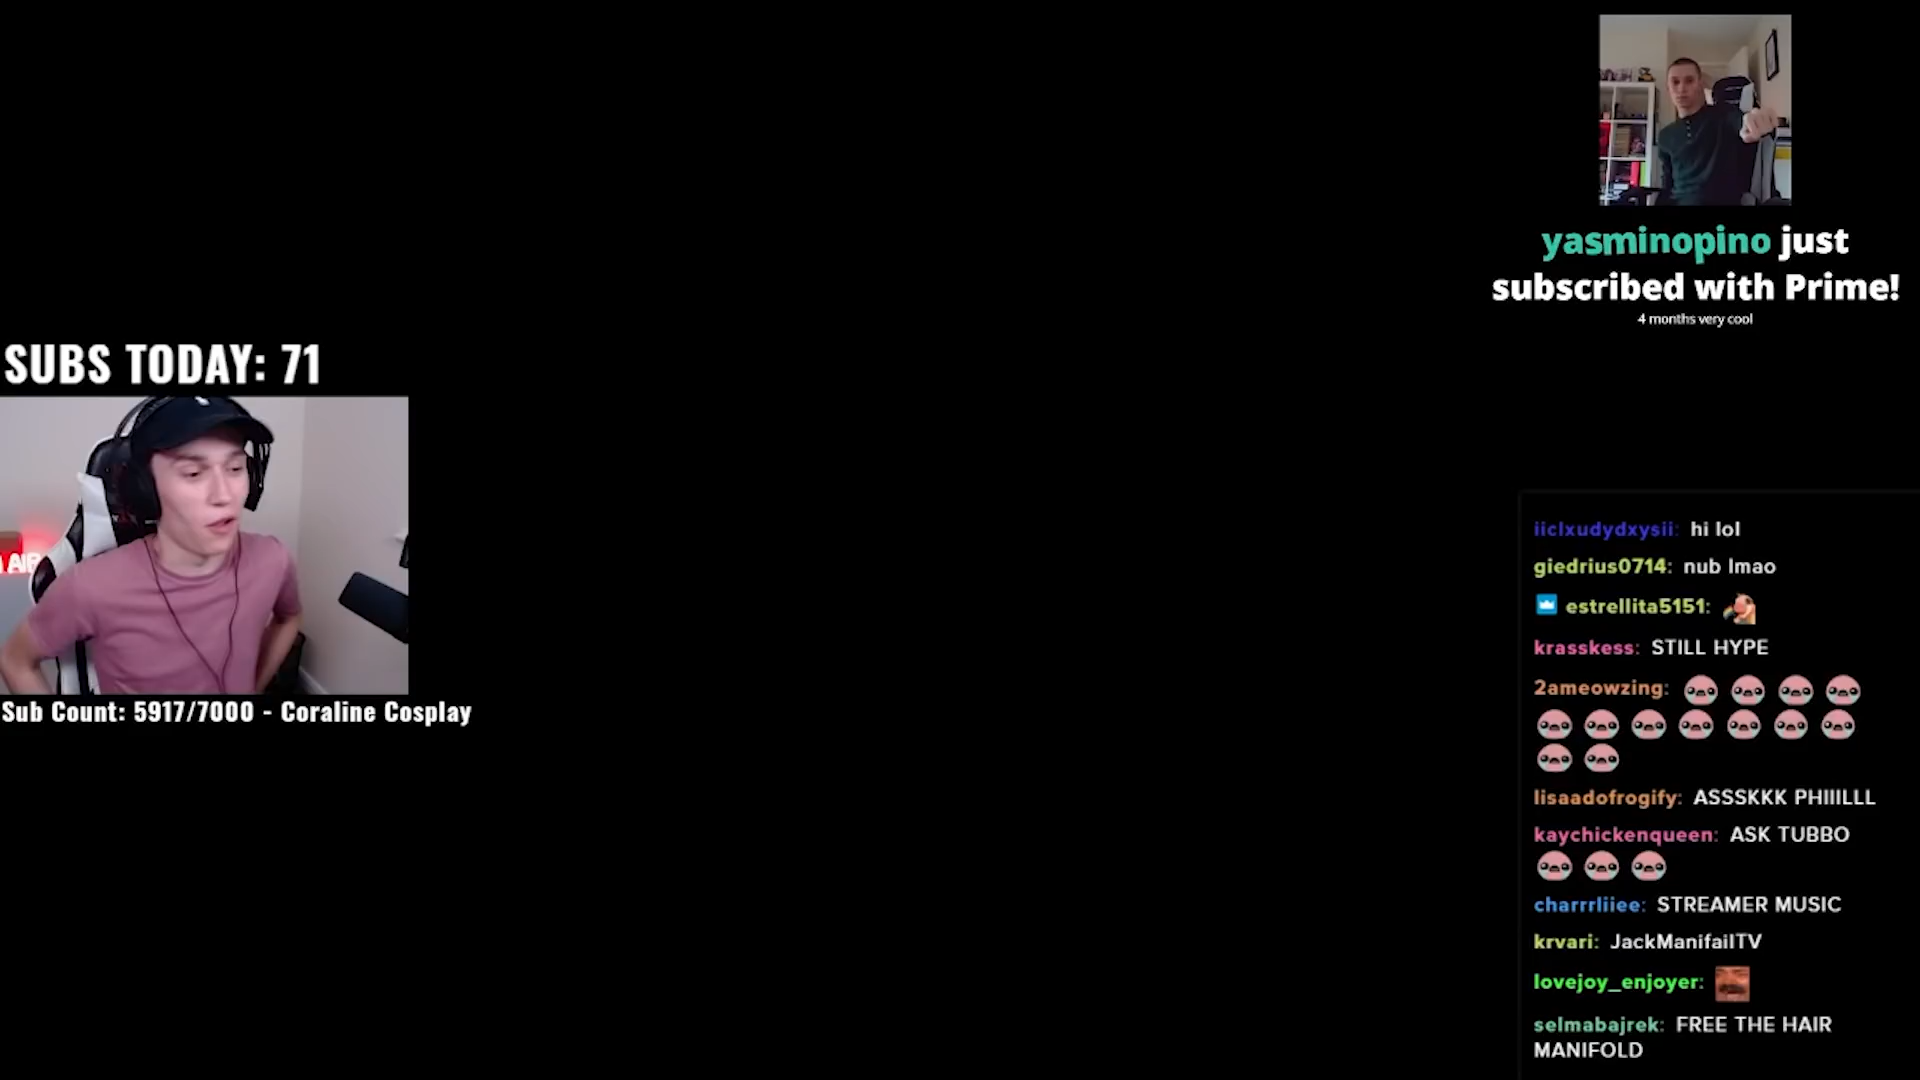 yasminopino just
subscribed with Prime!
4 months very cool
SUBS TODAY: 71
AIR
Sub Count: 5917/7000 - Coraline Cosplay
iiclxudydxysii: hi lol
giedrius0714: nub lmao
estrellita5151:
krasskess: STILL HYPE
2ameowzing:
lisaadofrogify: ASSSKKK PHIIILLL
kaychickenqueen: ASK TUBBO
charrrliiee: STREAMER MUSIC
krvari: JackManifailTV
lovejoy_enjoyer:
selmabajrek: FREE THE HAIR
MANIFOLD